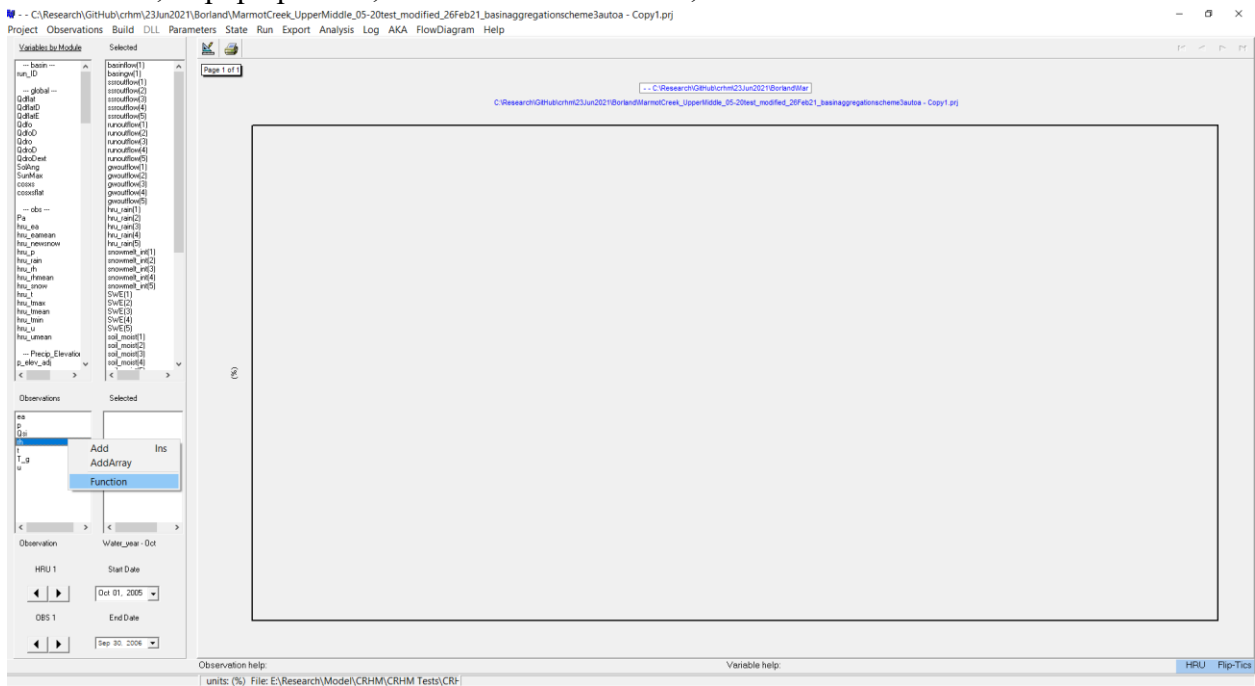 - - C:\Research\GitHub\crhm\23Jun2021\Borland\MarmotCreek_UpperMiddle_05-20test_modified_26Feb21_basinaggregationscheme3autoa - Copy1.prj
Project Observations Build DLL Parameters State Run Export Analysis Log AKA FlowDiagram Help
Variables by Module
Selected
--- basin ---
run_ID
--- global ---
Qdflat
QdflatD
QdflatE
Qdfo
QdfoD
Qdro
QdroD
QdroDext
SolAng
SunMax
cosxs
cosxsflat
--- obs ---
Pa
hru_ea
hru_eamean
hru_newsnow
hru_p
hru_rain
hru_rh
hru_rhmean
hru_snow
hru_t
hru_tmax
hru_tmean
hru_tmin
hru_u
hru_umean
--- Precip_Elevatio
p_elev_adj
basinflow(1)
basingw(1)
ssroutflow(1)
ssroutflow(2)
ssroutflow(3)
ssroutflow(4)
ssroutflow(5)
runoutflow(1)
runoutflow(2)
runoutflow(3)
runoutflow(4)
runoutflow(5)
gwoutflow(1)
gwoutflow(2)
gwoutflow(3)
gwoutflow(4)
gwoutflow(5)
hru_rain(1)
hru_rain(2)
hru_rain(3)
hru_rain(4)
hru_rain(5)
snowmelt_int(1)
snowmelt_int(2)
snowmelt_int(3)
snowmelt_int(4)
snowmelt_int(5)
SWE(1)
SWE(2)
SWE(3)
SWE(4)
SWE(5)
soil_moist(1)
soil_moist(2)
soil_moist(3)
soil_moist(4)
Page 1 of 1
- - C:\Research\GitHub\crhm\23Jun2021\Borland\Mar
C:\Research\GitHub\crhm\23Jun2021\Borland\MarmotCreek_UpperMiddle_05-20test_modified_26Feb21_basinaggregationscheme3autoa - Copy1.prj
(%)
Observations
Selected
ea
p
Qsi
rh
t
T_g
u
Add Ins
AddArray
Function
Observation
Water_year - Oct
HRU 1
Start Date
Oct 01, 2005
OBS 1
End Date
Sep 30, 2006
Observation help:
Variable help:
HRU Flip-Tics
units: (%) File: E:\Research\Model\CRHM\CRHM Tests\CRH